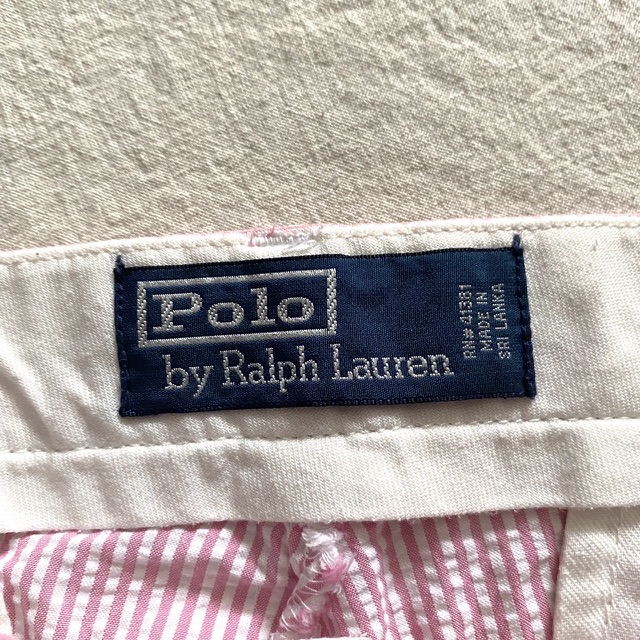 Polo
by Ralph Lauren
RN# 41381
MADE IN
SRI LANKA